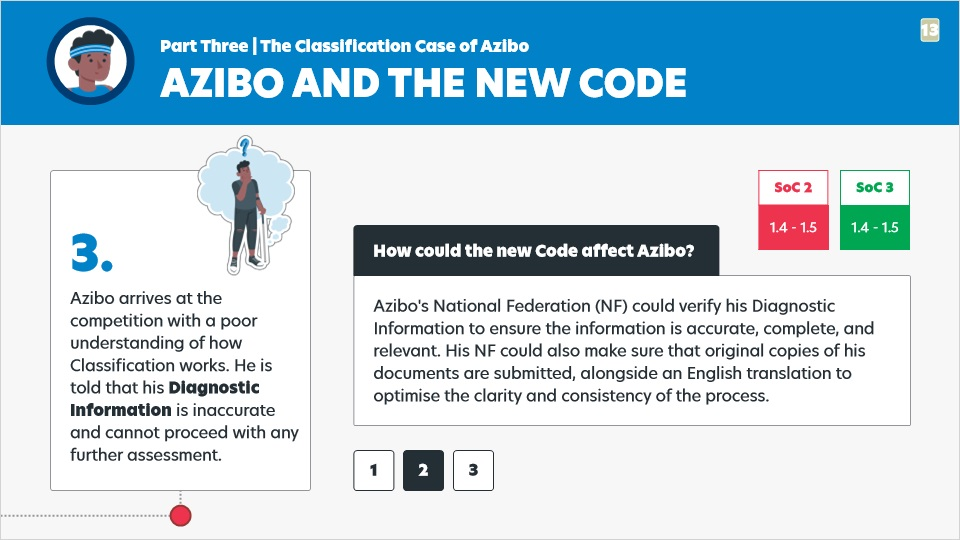 Part Three | The Classification Case of Azibo
AZIBO AND THE NEW CODE
13
?
3.
Azibo arrives at the
competition with a poor
understanding of how
Classification works. He is
told that his Diagnostic
Information is inaccurate
and cannot proceed with any
further assessment.
SoC 2
1.4 - 1.5
SoC 3
1.4 - 1.5
How could the new Code affect Azibo?
Azibo's National Federation (NF) could verify his Diagnostic
Information to ensure the information is accurate, complete, and
relevant. His NF could also make sure that original copies of his
documents are submitted, alongside an English translation to
optimise the clarity and consistency of the process.
1
2
3